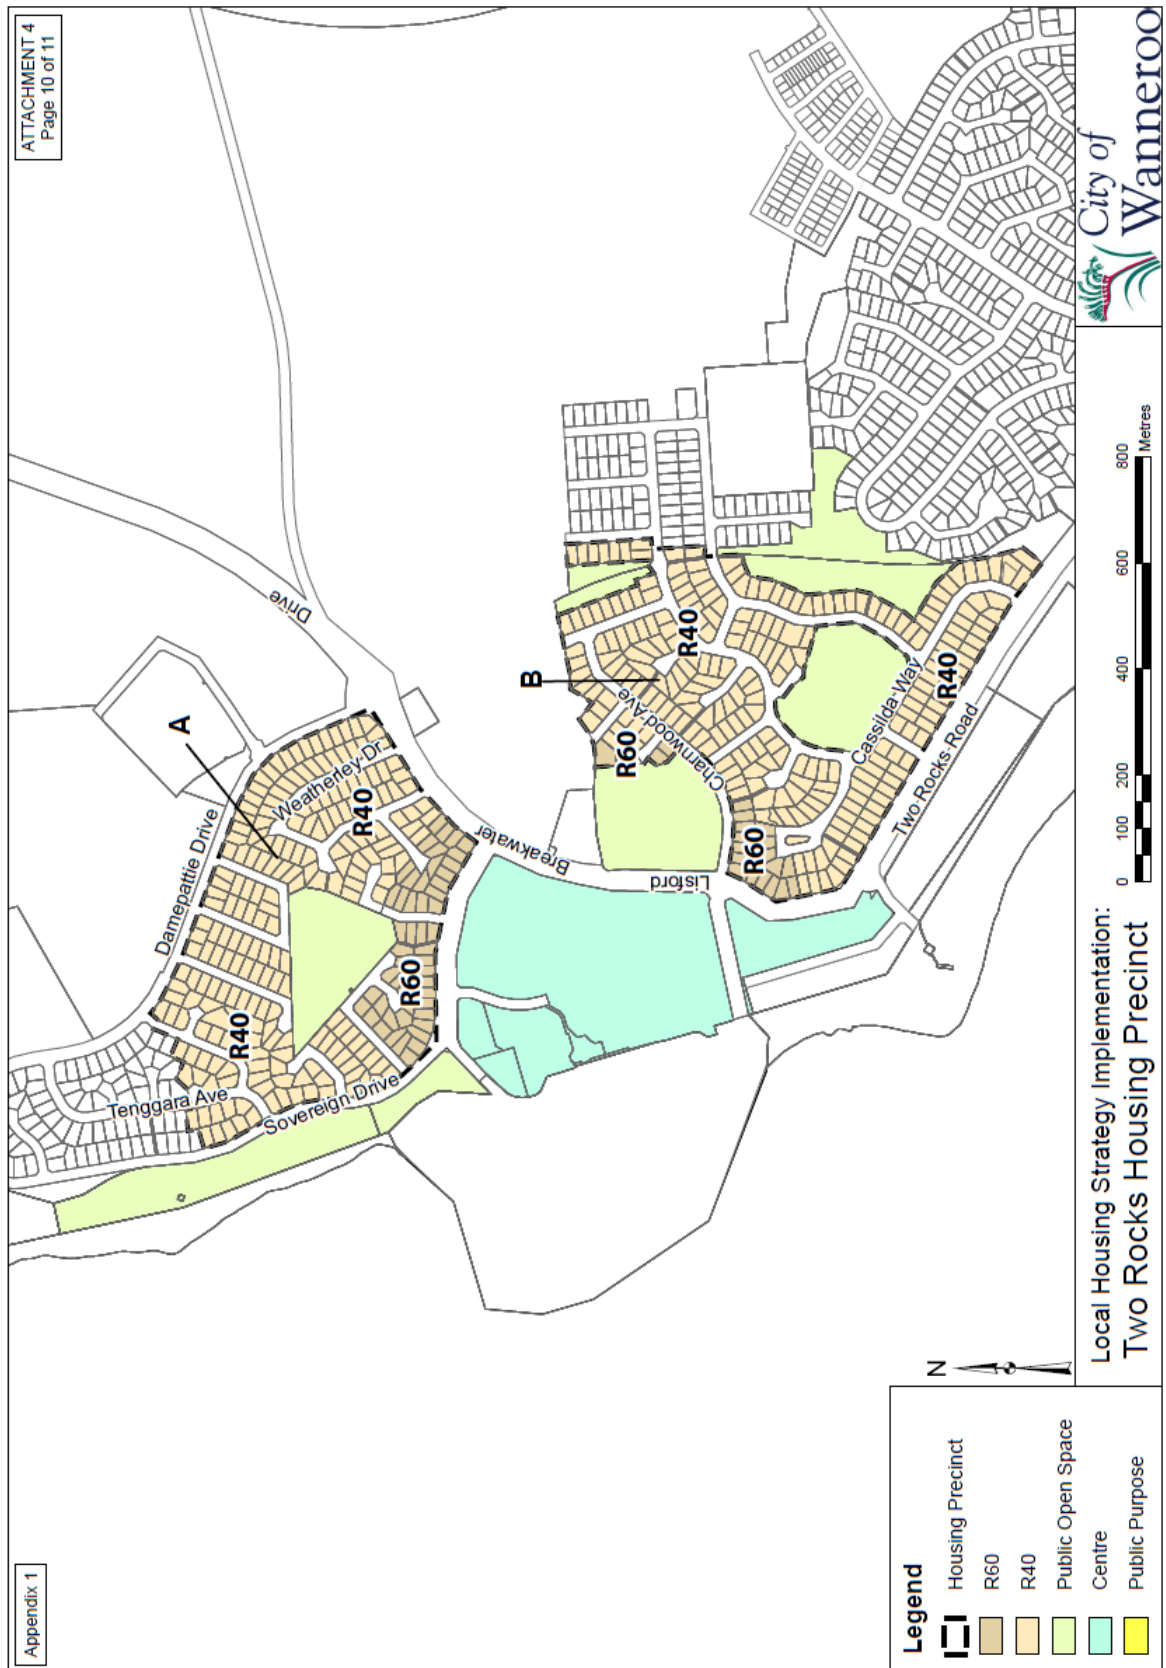 Appendix 1
ATTACHMENT 4
Page 10 of 11
A
B
Drive
Damepattie Drive
Weatherley Dr
R40
R40
Tenggara Ave
Sovereign Drive
R60
Breakwater
Lisford
R60
R40
Charnwood Ave
R60
Cassilda Way
R40
Two Rocks Road
N
Legend
Housing Precinct
R60
R40
Public Open Space
Centre
Public Purpose
Local Housing Strategy Implementation:
Two Rocks Housing Precinct
0 100 200 400 600 800
Metres
City of
Wanneroo